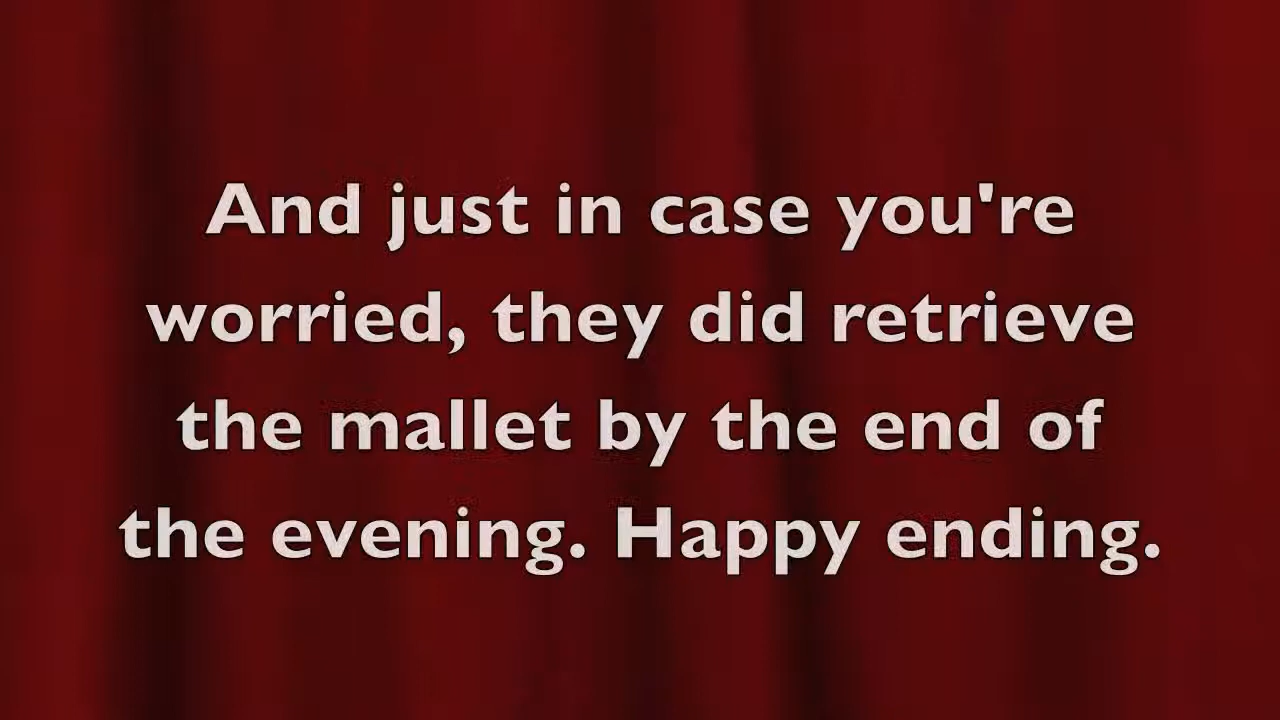 And just in case you're
worried, they did retrieve
the mallet by the end of
the evening. Happy ending.